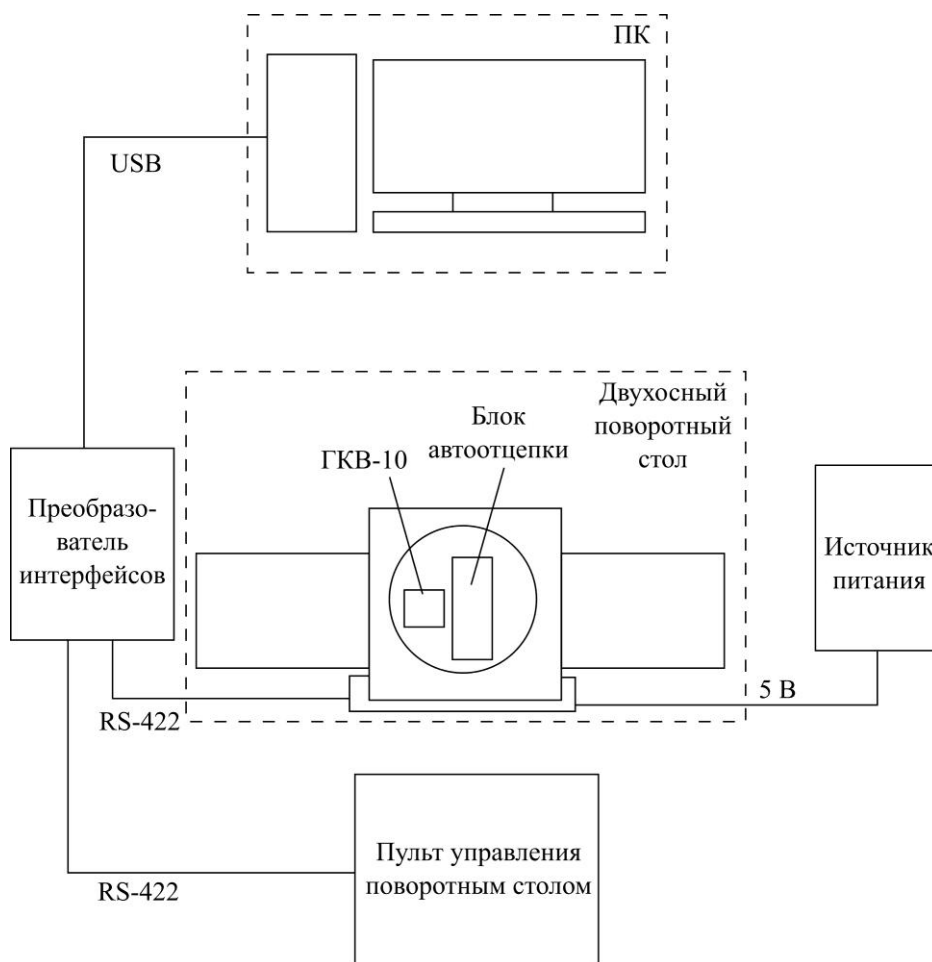 ПК
USB
Двухосный
поворотный
стол
Блок
автоотцепки
ГКВ-10
Преобразо-
ватель
интерфейсов
Источник
питания
5 В
RS-422
Пульт управления
поворотным столом
RS-422